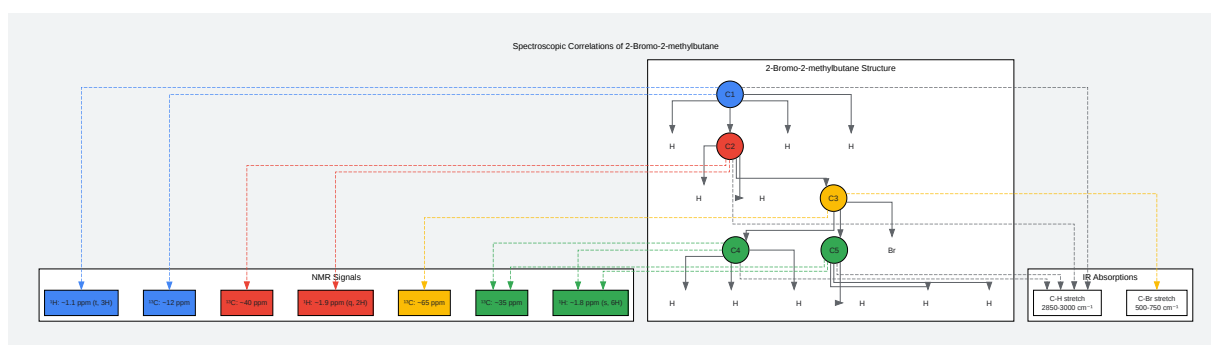 Spectroscopic Correlations of 2-Bromo-2-methylbutane
2-Bromo-2-methylbutane Structure
C1
H
H
H
C2
H
H
C3
Br
C4
C5
H
H
H
H
H
H
NMR Signals
¹H: ~1.1 ppm (t, 3H)
¹³C: ~12 ppm
¹³C: ~40 ppm
¹H: ~1.9 ppm (q, 2H)
¹³C: ~65 ppm
¹³C: ~35 ppm
¹H: ~1.8 ppm (s, 6H)
IR Absorptions
C-H stretch
2850-3000 cm⁻¹
C-Br stretch
500-750 cm⁻¹